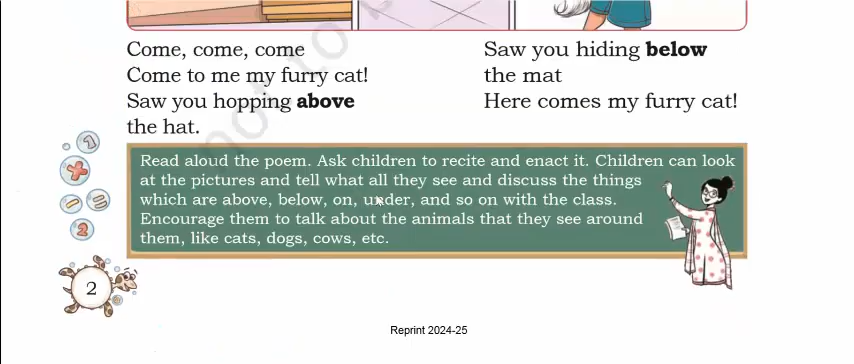 Come, come, come
Come to me my furry cat!
Saw you hopping above
the hat.
Saw you hiding below
the mat
Here comes my furry cat!
Read aloud the poem. Ask children to recite and enact it. Children can look
at the pictures and tell what all they see and discuss the things
which are above, below, on, under, and so on with the class.
Encourage them to talk about the animals that they see around
them, like cats, dogs, cows, etc.
1
2
2
Reprint 2024-25